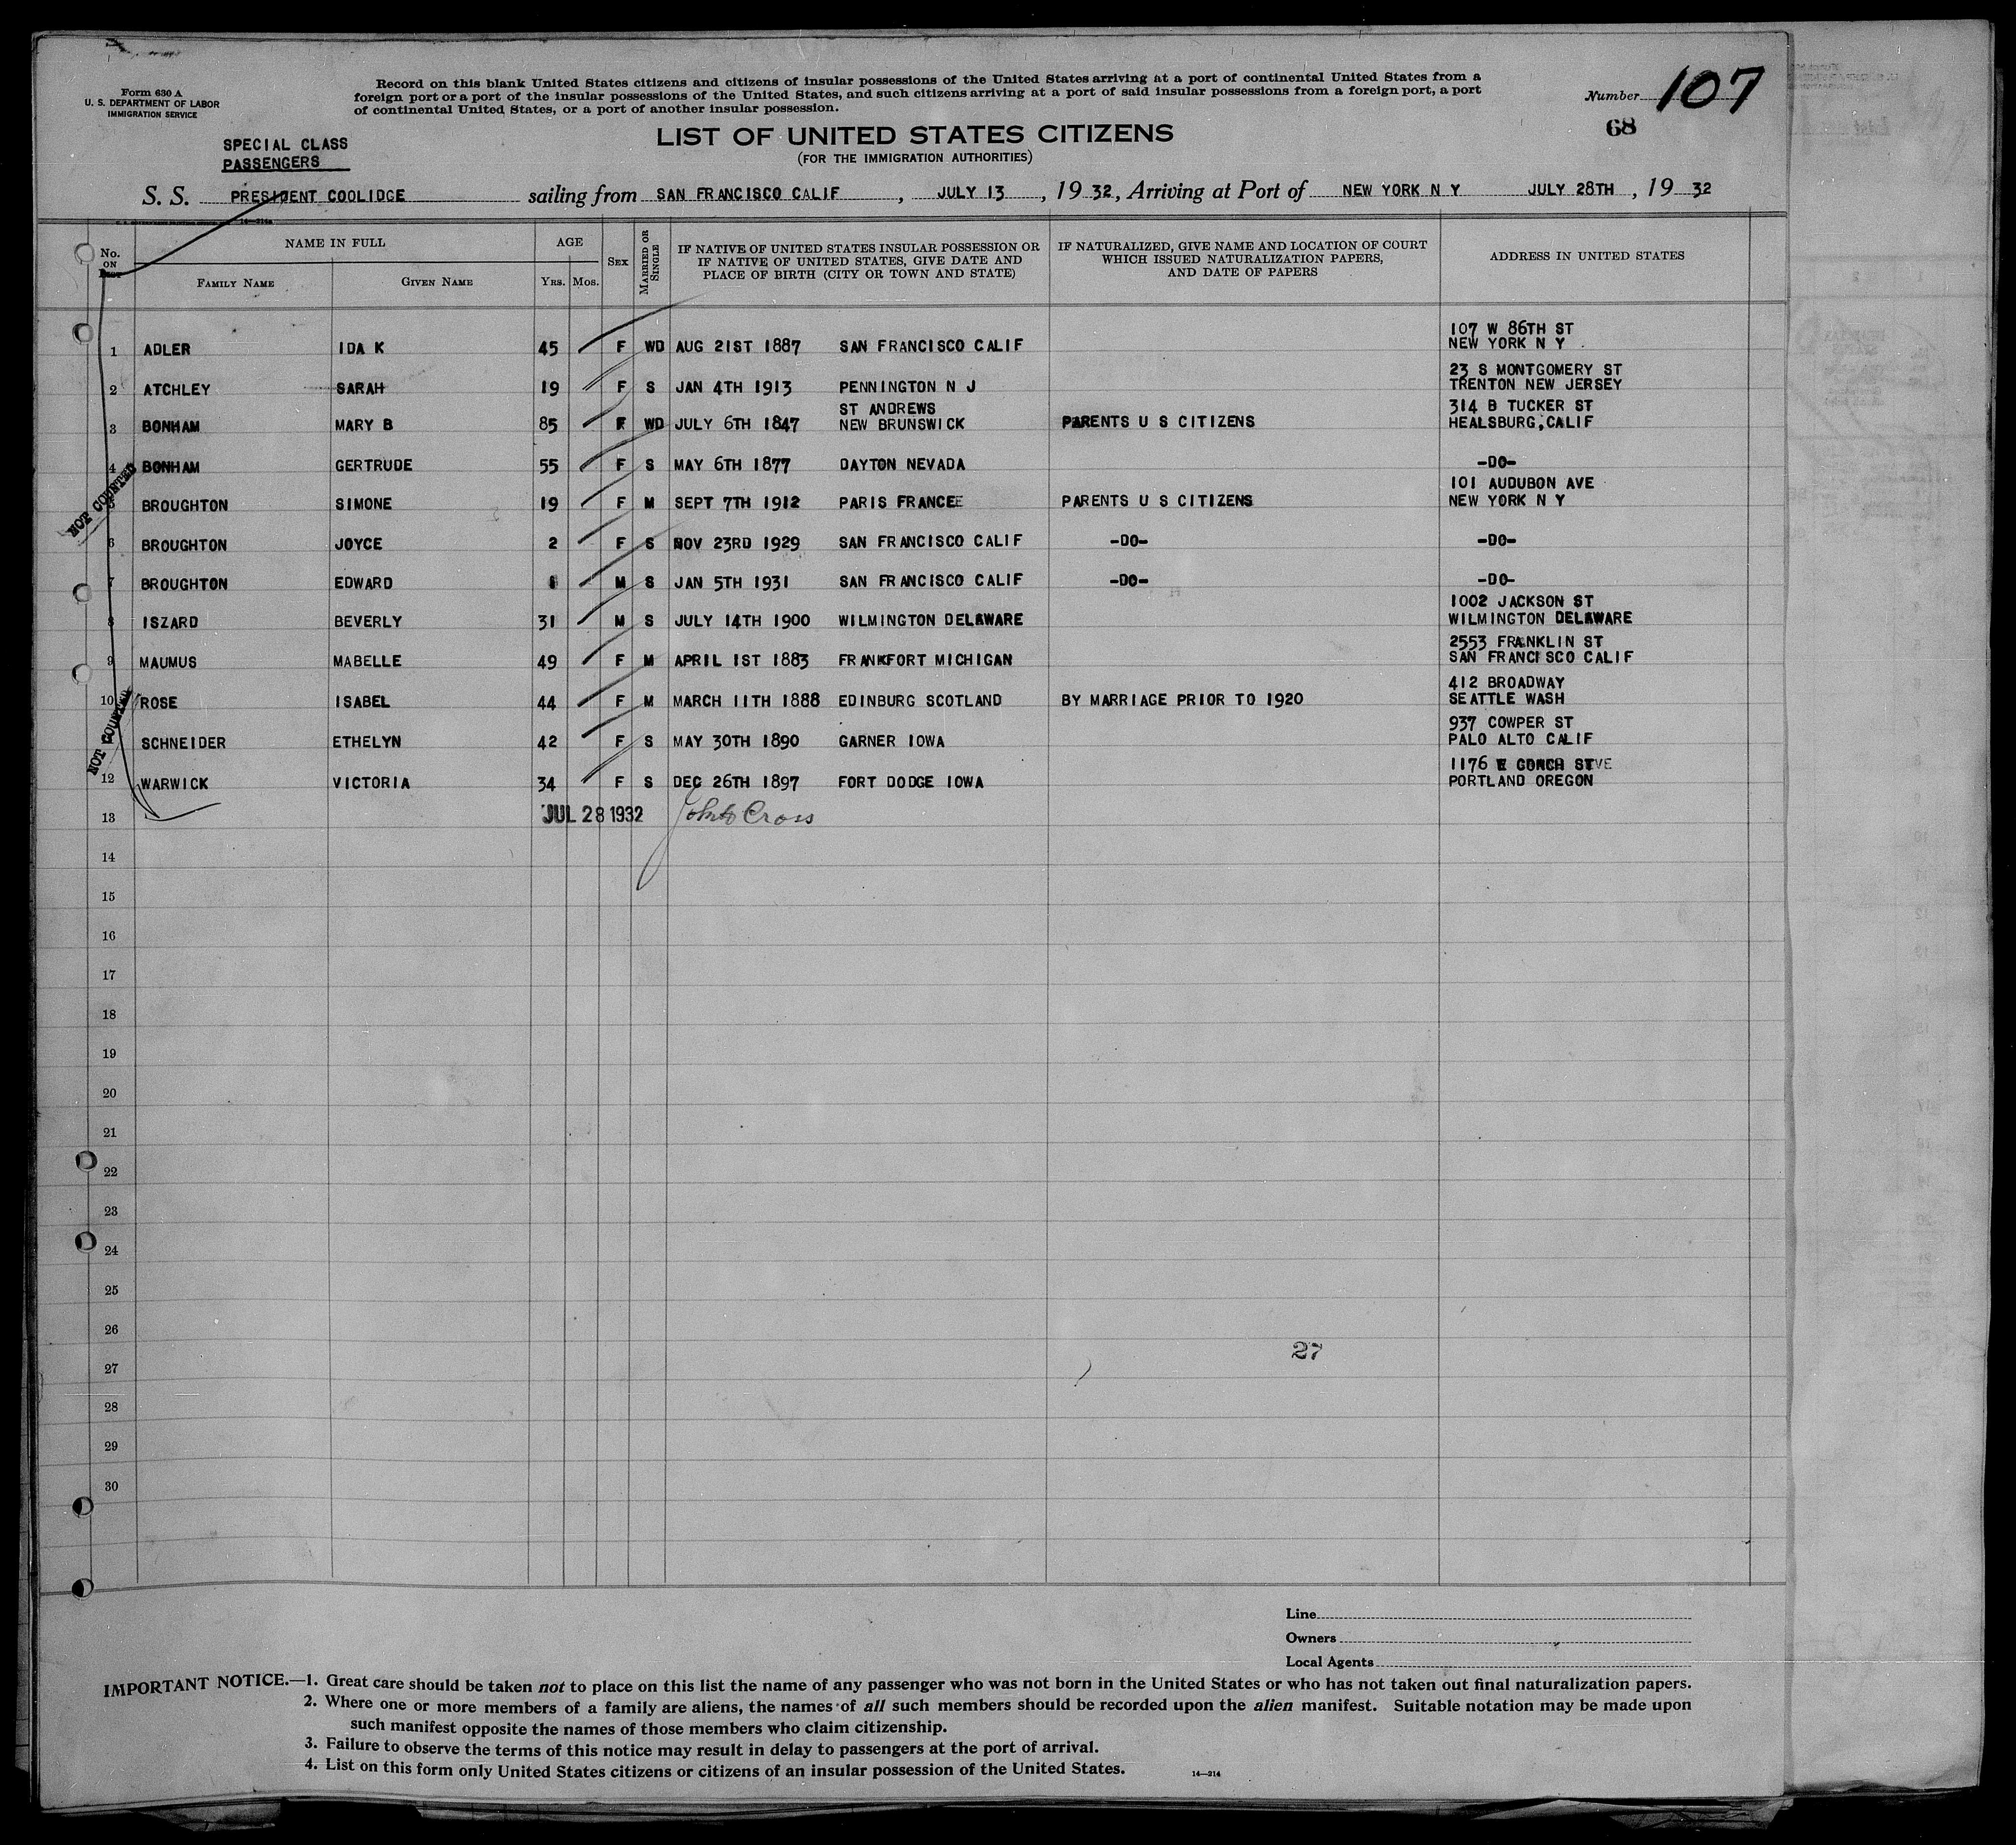 Form 630 A
U. S. DEPARTMENT OF LABOR
IMMIGRATION SERVICE
Record on this blank United States citizens and citizens of insular possessions of the United States arriving at a port of continental United States from a
foreign port or a port of the insular possessions of the United States, and such citizens arriving at a port of said insular possessions from a foreign port, a port
of continental United States, or a port of another insular possession.
Number 107
68
SPECIAL CLASS
PASSENGERS
LIST OF UNITED STATES CITIZENS
(FOR THE IMMIGRATION AUTHORITIES)
S. S. PRESIDENT COOLIDGE sailing from SAN FRANCISCO CALIF , JULY 13 , 19 32, Arriving at Port of NEW YORK N Y JULY 28TH , 19 32
No. ON LIST
NAME IN FULL
FAMILY NAME GIVEN NAME
AGE
YRS. MOS.
SEX
MARRIED OR SINGLE
IF NATIVE OF UNITED STATES INSULAR POSSESSION OR
IF NATIVE OF UNITED STATES, GIVE DATE AND
PLACE OF BIRTH (CITY OR TOWN AND STATE)
IF NATURALIZED, GIVE NAME AND LOCATION OF COURT
WHICH ISSUED NATURALIZATION PAPERS,
AND DATE OF PAPERS
ADDRESS IN UNITED STATES
107 W 86TH ST
1 ADLER IDA K 45 F WD AUG 21ST 1887 SAN FRANCISCO CALIF NEW YORK N Y
23 S MONTGOMERY ST
2 ATCHLEY SARAH 19 F S JAN 4TH 1913 PENNINGTON N J TRENTON NEW JERSEY
ST ANDREWS 314 B TUCKER ST
3 BONHAM MARY B 85 F WD JULY 6TH 1847 NEW BRUNSWICK PARENTS U S CITIZENS HEALSBURG, CALIF
4 BONHAM GERTRUDE 55 F S MAY 6TH 1877 DAYTON NEVADA -DO-
NOT COUNTED
101 AUDUBON AVE
5 BROUGHTON SIMONE 19 F M SEPT 7TH 1912 PARIS FRANCE PARENTS U S CITIZENS NEW YORK N Y
6 BROUGHTON JOYCE 2 F S NOV 23RD 1929 SAN FRANCISCO CALIF -DO- -DO-
7 BROUGHTON EDWARD 1 M S JAN 5TH 1931 SAN FRANCISCO CALIF -DO- -DO-
1002 JACKSON ST
8 ISZARD BEVERLY 31 M S JULY 14TH 1900 WILMINGTON DELAWARE WILMINGTON DELAWARE
2553 FRANKLIN ST
9 MAUMUS MABELLE 49 F M APRIL 1ST 1883 FRANKFORT MICHIGAN SAN FRANCISCO CALIF
412 BROADWAY
10 ROSE ISABEL 44 F M MARCH 11TH 1888 EDINBURG SCOTLAND BY MARRIAGE PRIOR TO 1920 SEATTLE WASH
NOT COUNTED
937 COWPER ST
SCHNEIDER ETHELYN 42 F S MAY 30TH 1890 GARNER IOWA PALO ALTO CALIF
1176 E
12 WARWICK VICTORIA 34 F S DEC 26TH 1897 FORT DODGE IOWA PORTLAND OREGON
13 JUL 28 1932 Cross
14
15
16
17
18
19
20
21
22
23
24
25
26
27
27
28
29
30
Line
Owners
Local Agents
IMPORTANT NOTICE.—1. Great care should be taken not to place on this list the name of any passenger who was not born in the United States or who has not taken out final naturalization papers.
2. Where one or more members of a family are aliens, the names of all such members should be recorded upon the alien manifest. Suitable notation may be made upon
such manifest opposite the names of those members who claim citizenship.
3. Failure to observe the terms of this notice may result in delay to passengers at the port of arrival.
4. List on this form only United States citizens or citizens of an insular possession of the United States.
14—214